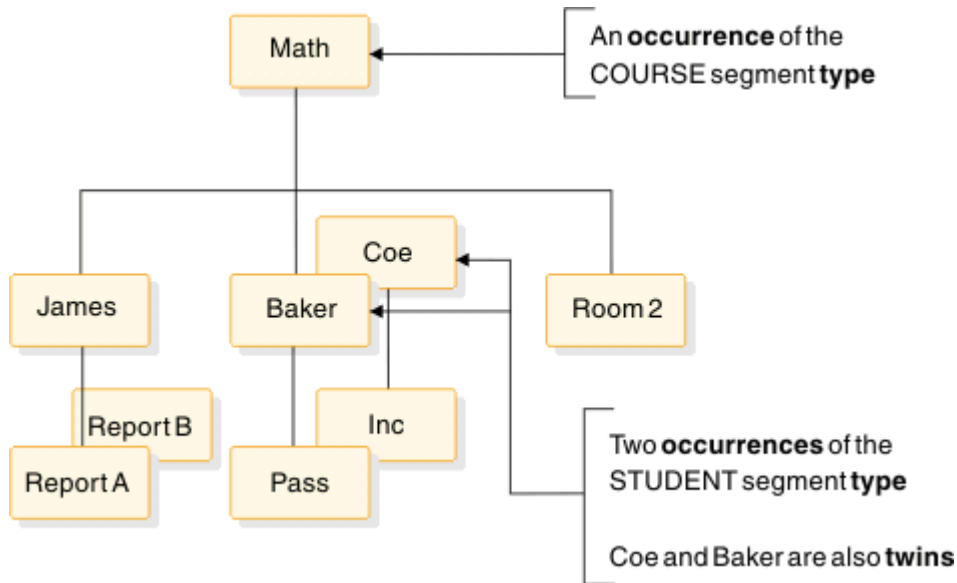 Math
An occurrence of the
COURSE segment type
Coe
James
Baker
Room 2
Report B
Inc
Report A
Pass
Two occurrences of the
STUDENT segment type
Coe and Baker are also twins